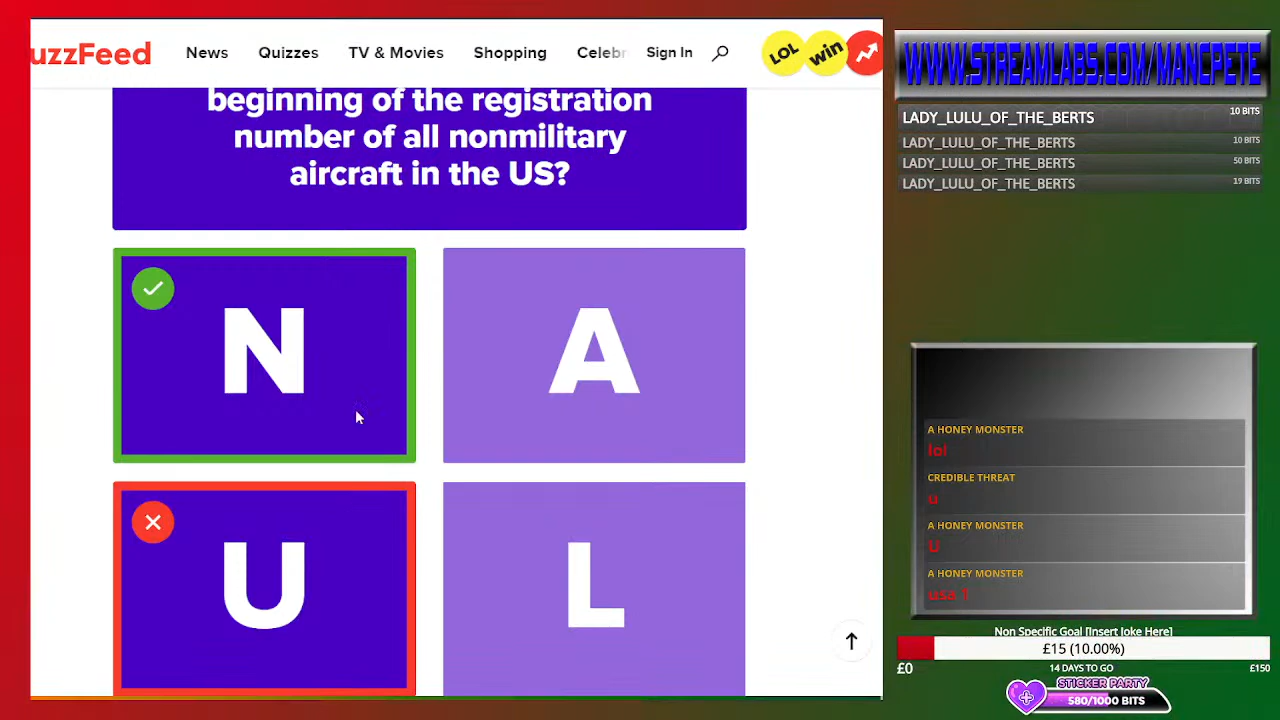 uzzFeed
News
Quizzes
TV & Movies
Shopping
Celebr
Sign In
LOL
win
beginning of the registration
number of all nonmilitary
aircraft in the US?
N
A
U
L
WWW.STREAMLABS.COM/MANCPETE
LADY_LULU_OF_THE_BERTS 10 BITS
LADY_LULU_OF_THE_BERTS 10 BITS
LADY_LULU_OF_THE_BERTS 50 BITS
LADY_LULU_OF_THE_BERTS 19 BITS
A HONEY MONSTER
lol
CREDIBLE THREAT
u
A HONEY MONSTER
U
A HONEY MONSTER
usa 1
Non Specific Goal [Insert Joke Here]
£15 (10.00%)
£0 14 DAYS TO GO £150
STICKER PARTY
580/1000 BITS